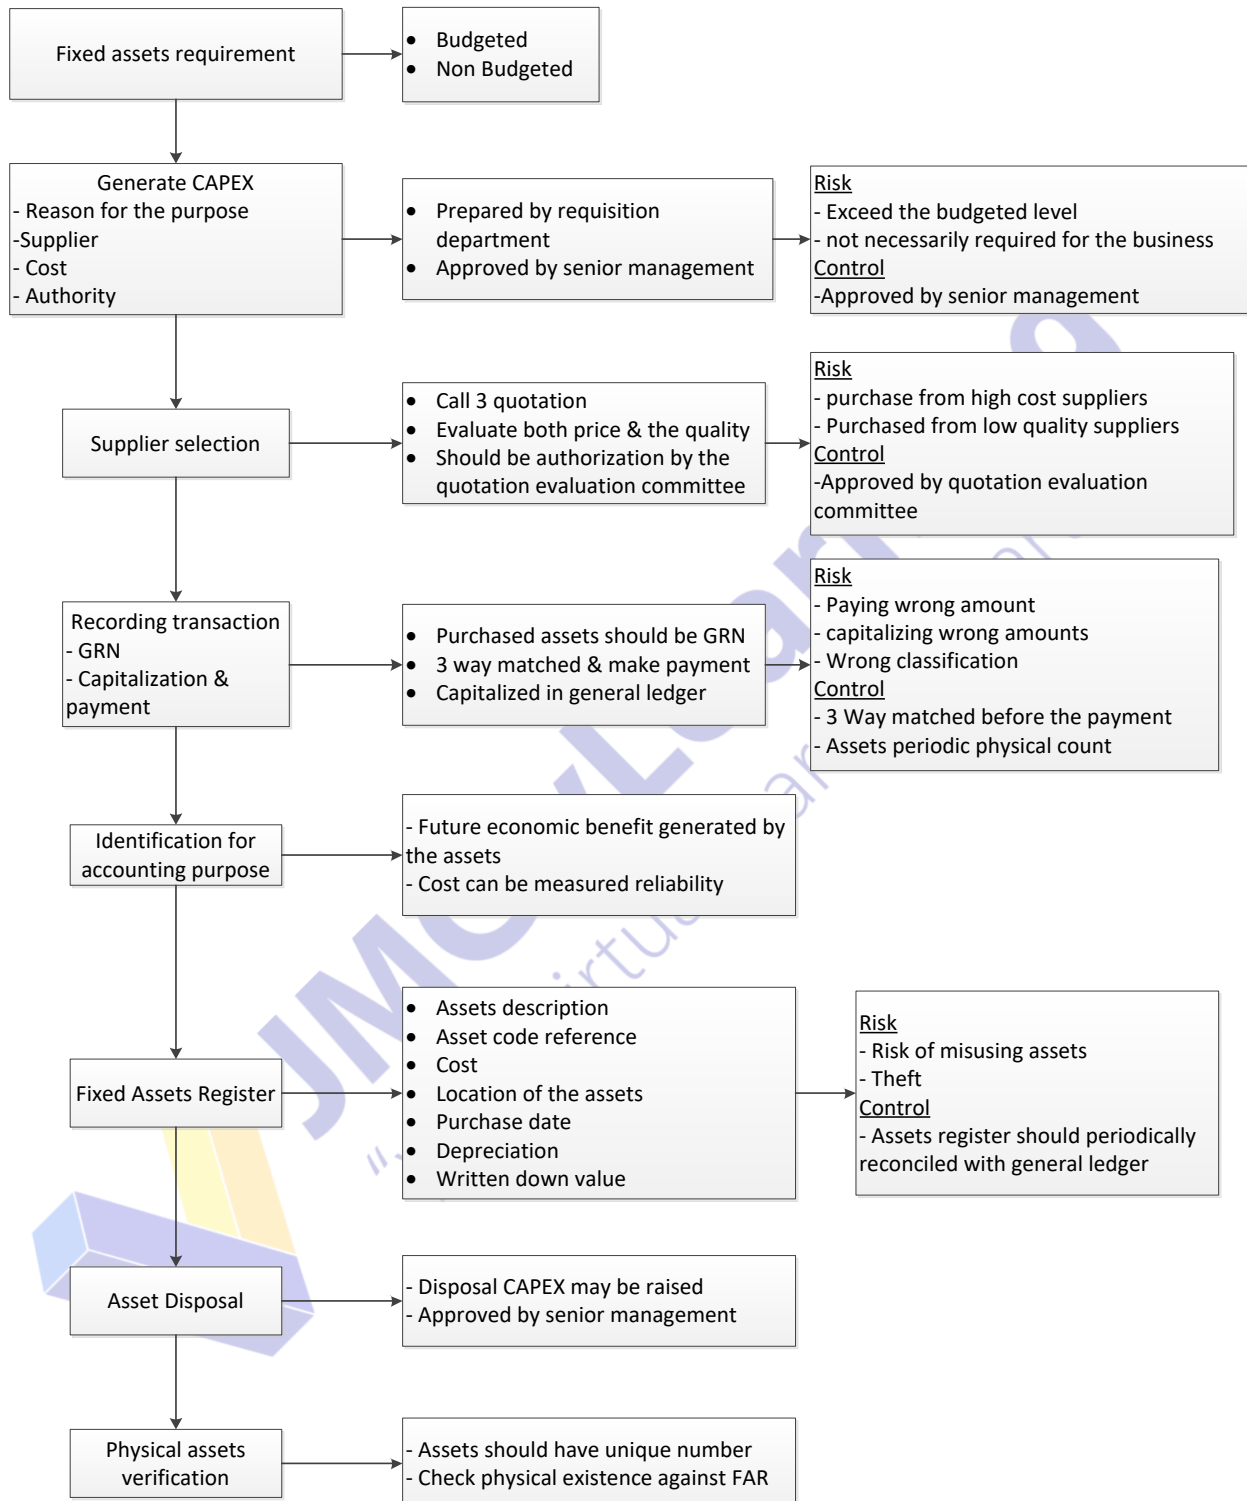 Fixed assets requirement
• Budgeted
• Non Budgeted
Generate CAPEX
- Reason for the purpose
-Supplier
- Cost
- Authority
• Prepared by requisition
department
• Approved by senior management
Risk
- Exceed the budgeted level
- not necessarily required for the business
Control
-Approved by senior management
Supplier selection
• Call 3 quotation
• Evaluate both price & the quality
• Should be authorization by the
quotation evaluation committee
Risk
- purchase from high cost suppliers
- Purchased from low quality suppliers
Control
-Approved by quotation evaluation
committee
Recording transaction
- GRN
- Capitalization &
payment
• Purchased assets should be GRN
• 3 way matched & make payment
• Capitalized in general ledger
Risk
- Paying wrong amount
- capitalizing wrong amounts
- Wrong classification
Control
- 3 Way matched before the payment
- Assets periodic physical count
Identification for
accounting purpose
- Future economic benefit generated by
the assets
- Cost can be measured reliability
Fixed Assets Register
• Assets description
• Asset code reference
• Cost
• Location of the assets
• Purchase date
• Depreciation
• Written down value
Risk
- Risk of misusing assets
- Theft
Control
- Assets register should periodically
reconciled with general ledger
Asset Disposal
- Disposal CAPEX may be raised
- Approved by senior management
Physical assets
verification
- Assets should have unique number
- Check physical existence against FAR